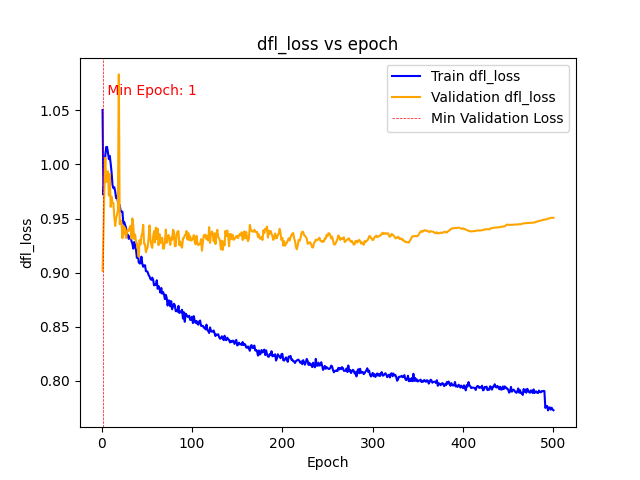 dfl_loss vs epoch
Train dfl_loss
Validation dfl_loss
Min Validation Loss
Min Epoch: 1
dfl_loss
1.05
1.00
0.95
0.90
0.85
0.80
0
100
200
300
400
500
Epoch